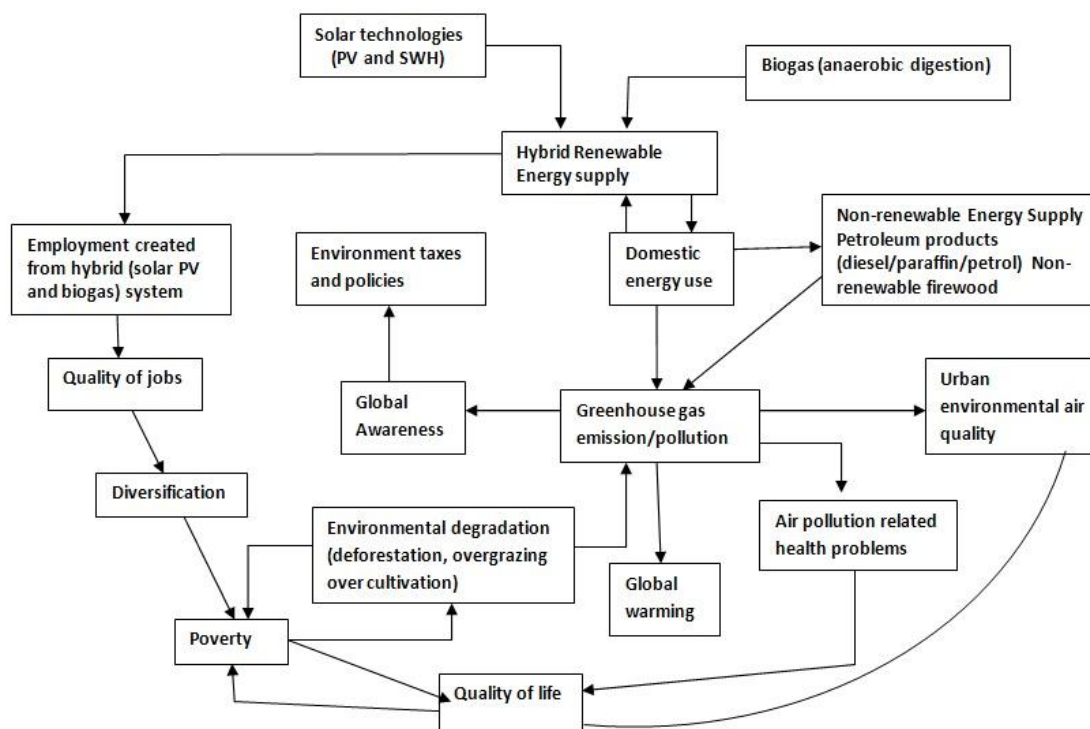 Solar technologies
(PV and SWH)
Biogas (anaerobic digestion)
Hybrid Renewable
Energy supply
Employment created
from hybrid (solar PV
and biogas) system
Environment taxes
and policies
Domestic
energy use
Non-renewable Energy Supply
Petroleum products
(diesel/paraffin/petrol) Non-
renewable firewood
Quality of jobs
Global
Awareness
Greenhouse gas
emission/pollution
Urban
environmental air
quality
Diversification
Environmental degradation
(deforestation, overgrazing
over cultivation)
Air pollution related
health problems
Global
warming
Poverty
Quality of life